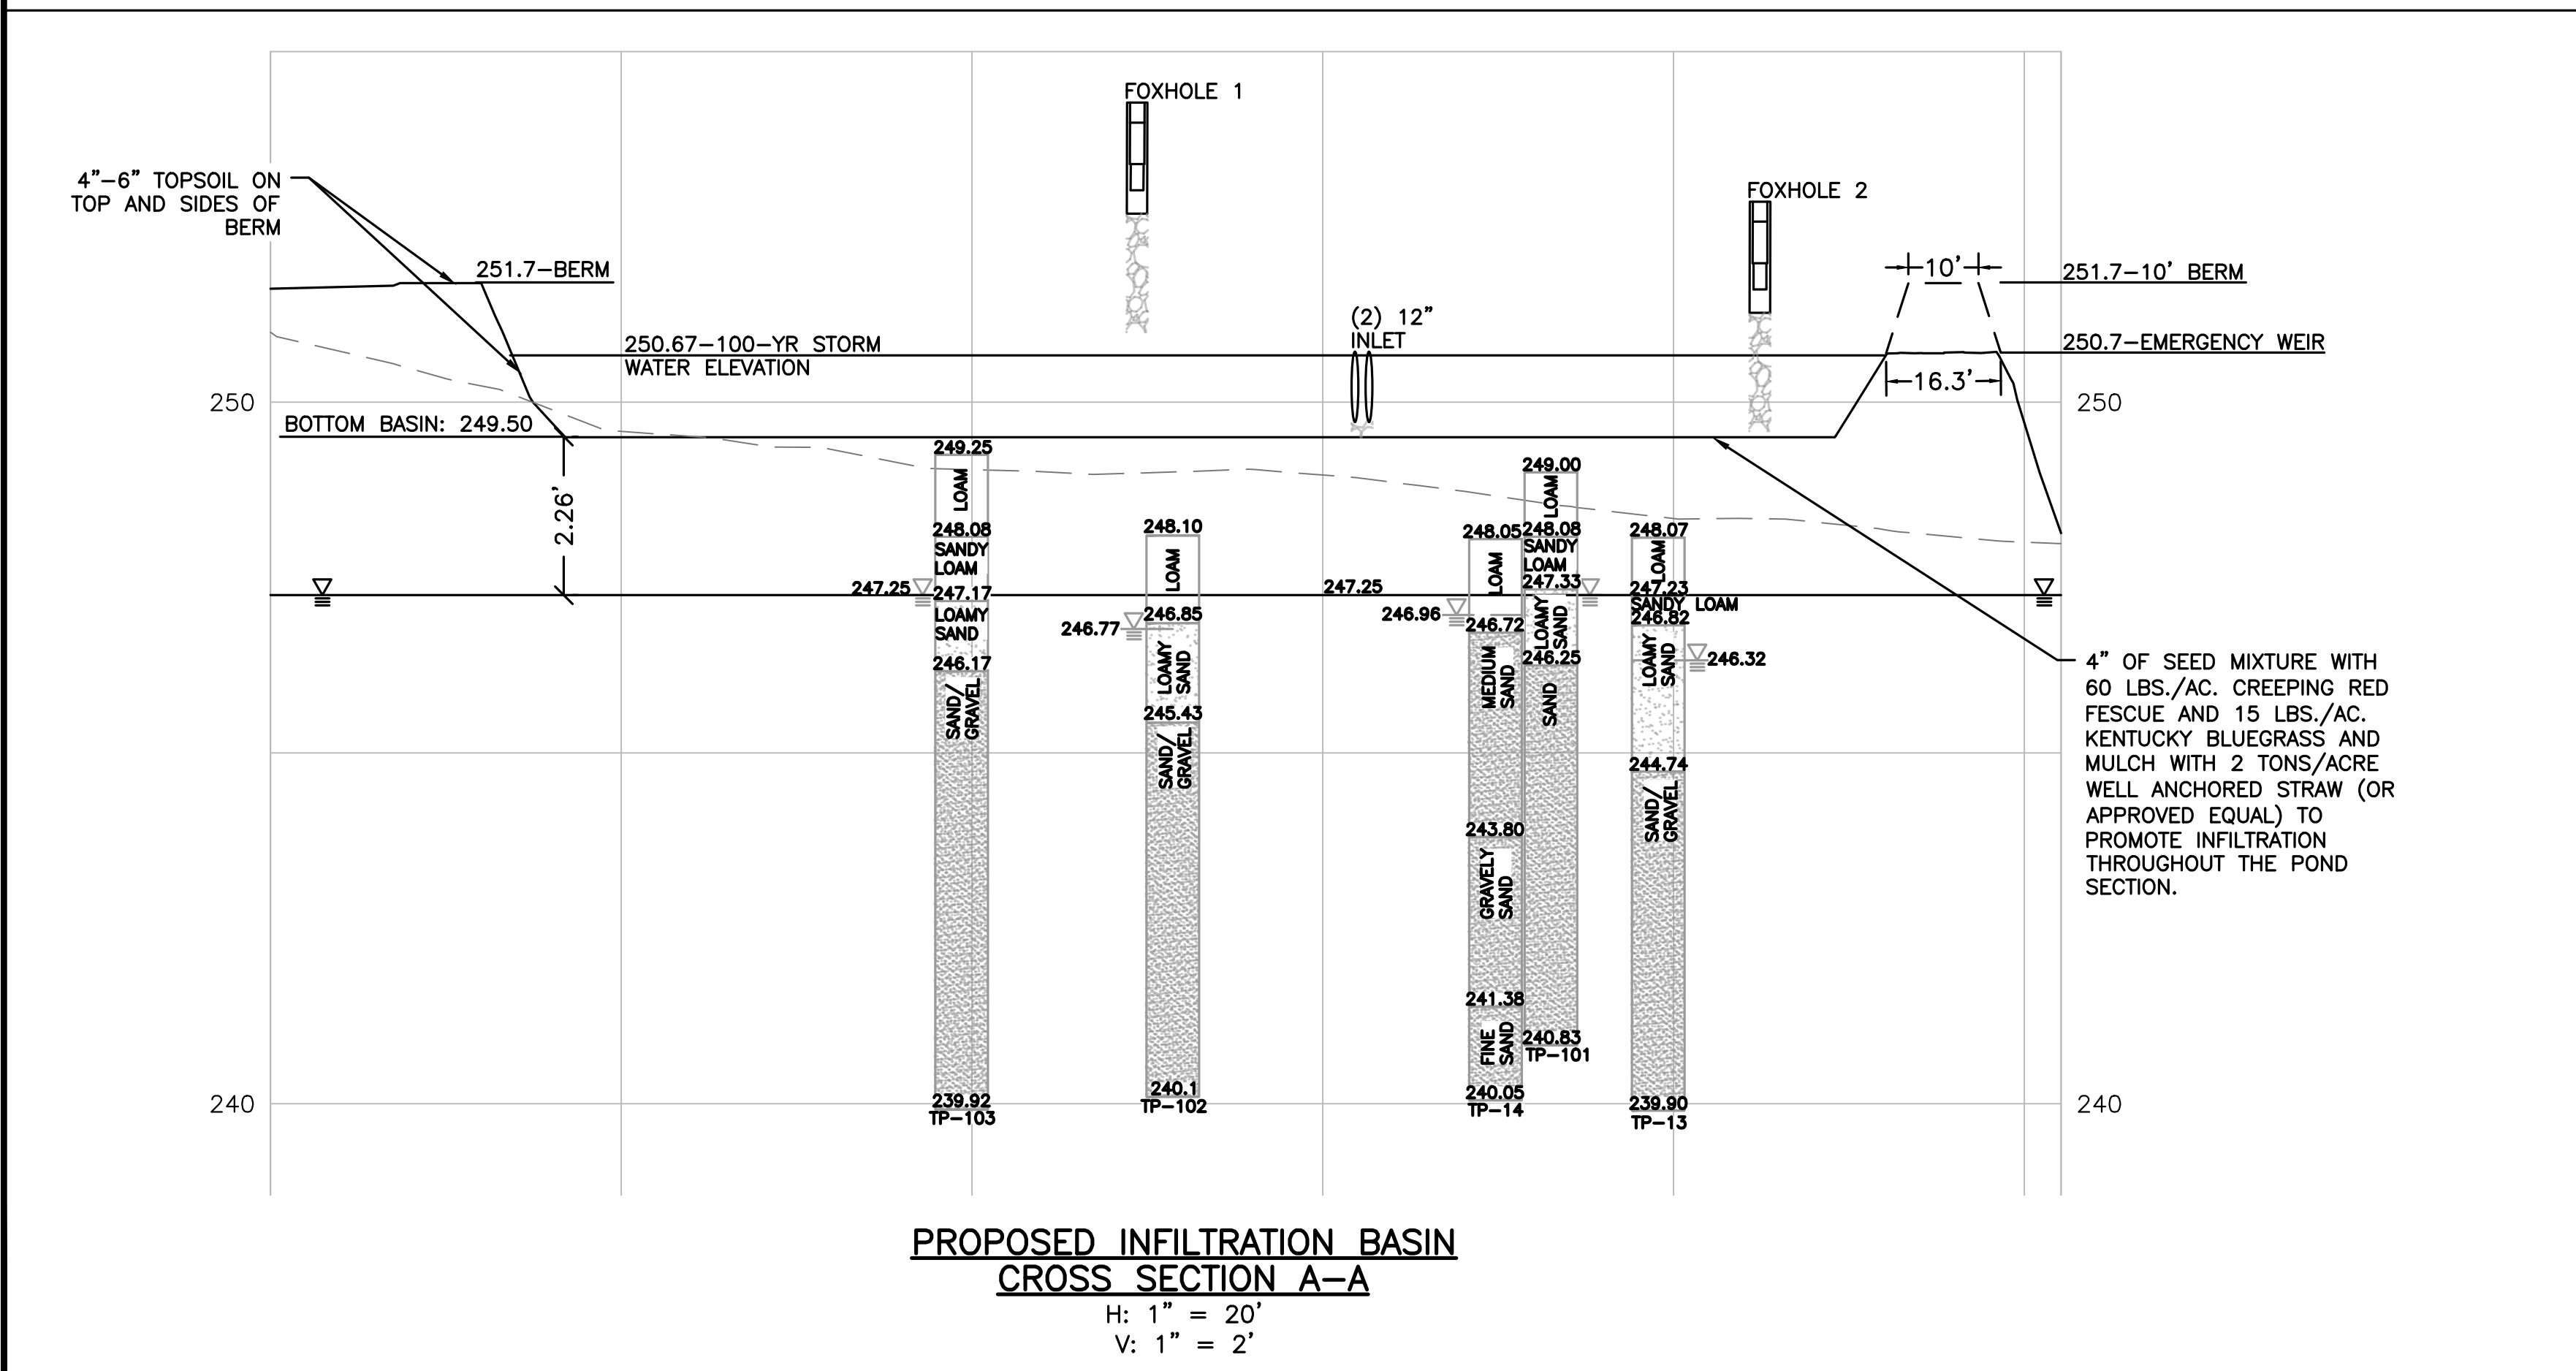 FOXHOLE 1
FOXHOLE 2
4"-6" TOPSOIL ON
TOP AND SIDES OF
BERM
251.7-BERM
10'
251.7-10' BERM
(2) 12"
INLET
250.67-100-YR STORM
WATER ELEVATION
250.7-EMERGENCY WEIR
16.3'
250
250
BOTTOM BASIN: 249.50
2.26'
249.25
LOAM
248.08
SANDY
LOAM
247.25
247.17
LOAMY
SAND
246.17
SAND/
GRAVEL
239.92
TP-103
248.10
LOAM
246.85
246.77
LOAMY
SAND
245.43
SAND/
GRAVEL
240.1
TP-102
247.25
248.05
LOAM
246.96
246.72
MEDIUM
SAND
243.80
GRAVELY
SAND
241.38
FINE
SAND
240.05
TP-14
249.00
LOAM
248.08
SANDY
LOAM
247.33
LOAMY
SAND
246.25
SAND
240.83
TP-101
248.07
LOAM
247.23
SANDY LOAM
246.82
LOAMY
SAND
246.32
244.74
SAND/
GRAVEL
239.90
TP-13
4" OF SEED MIXTURE WITH
60 LBS./AC. CREEPING RED
FESCUE AND 15 LBS./AC.
KENTUCKY BLUEGRASS AND
MULCH WITH 2 TONS/ACRE
WELL ANCHORED STRAW (OR
APPROVED EQUAL) TO
PROMOTE INFILTRATION
THROUGHOUT THE POND
SECTION.
240
240
PROPOSED INFILTRATION BASIN
CROSS SECTION A-A
H: 1" = 20'
V: 1" = 2'